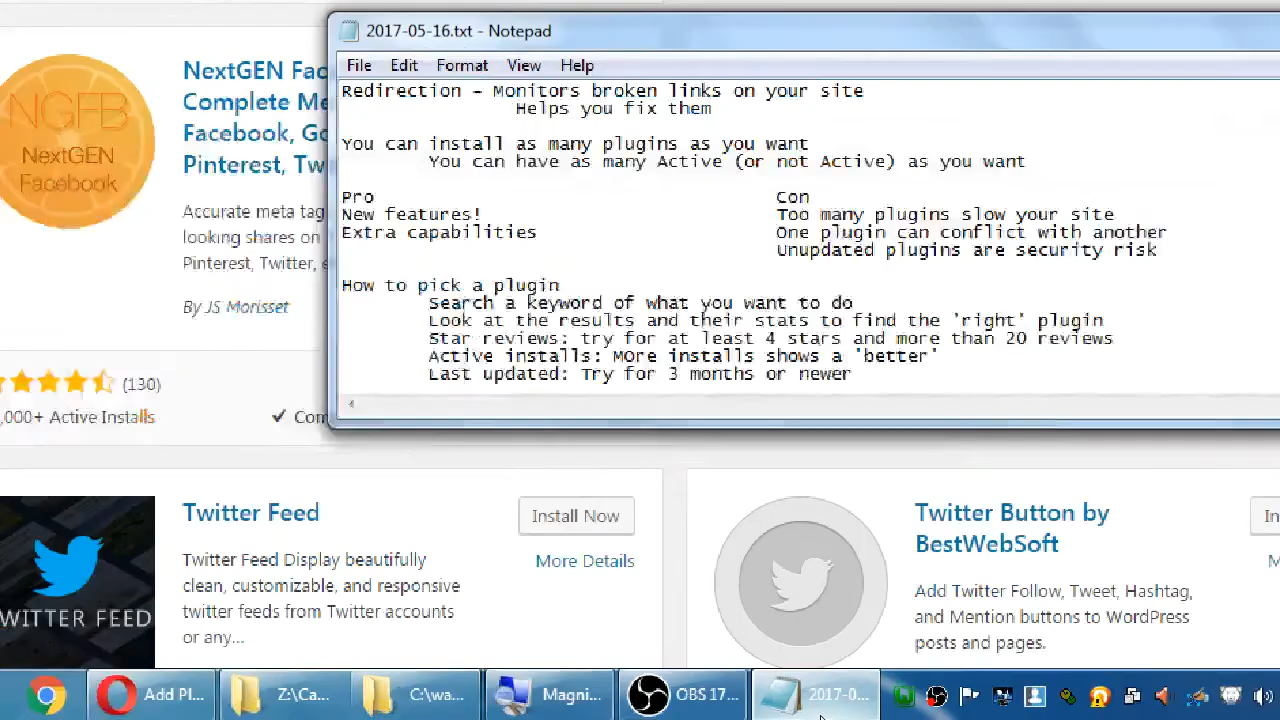 2017-05-16.txt - Notepad
File Edit Format View Help
Redirection - Monitors broken links on your site
Helps you fix them
You can install as many plugins as you want
You can have as many Active (or not Active) as you want
Pro Con
New features! Too many plugins slow your site
Extra capabilities One plugin can conflict with another
Unupdated plugins are security risk
How to pick a plugin
Search a keyword of what you want to do
Look at the results and their stats to find the 'right' plugin
Star reviews: try for at least 4 stars and more than 20 reviews
Active installs: MOre installs shows a 'better'
Last updated: Try for 3 months or newer
NGFB
NextGEN
Facebook
NextGEN Fac
Complete Me
Facebook, Go
Pinterest, Tw
Accurate meta tag
looking shares on
Pinterest, Twitter, e
By JS Morisset
(130)
,000+ Active Installs
Com
WITTER FEED
Twitter Feed
Install Now
More Details
Twitter Feed Display beautifully
clean, customizable, and responsive
twitter feeds from Twitter accounts
or any...
Twitter Button by
BestWebSoft
In
M
Add Twitter Follow, Tweet, Hashtag,
and Mention buttons to WordPress
posts and pages.
Add Pl... Z:\Ca... C:\wa... Magni... OBS 17... 2017-0...